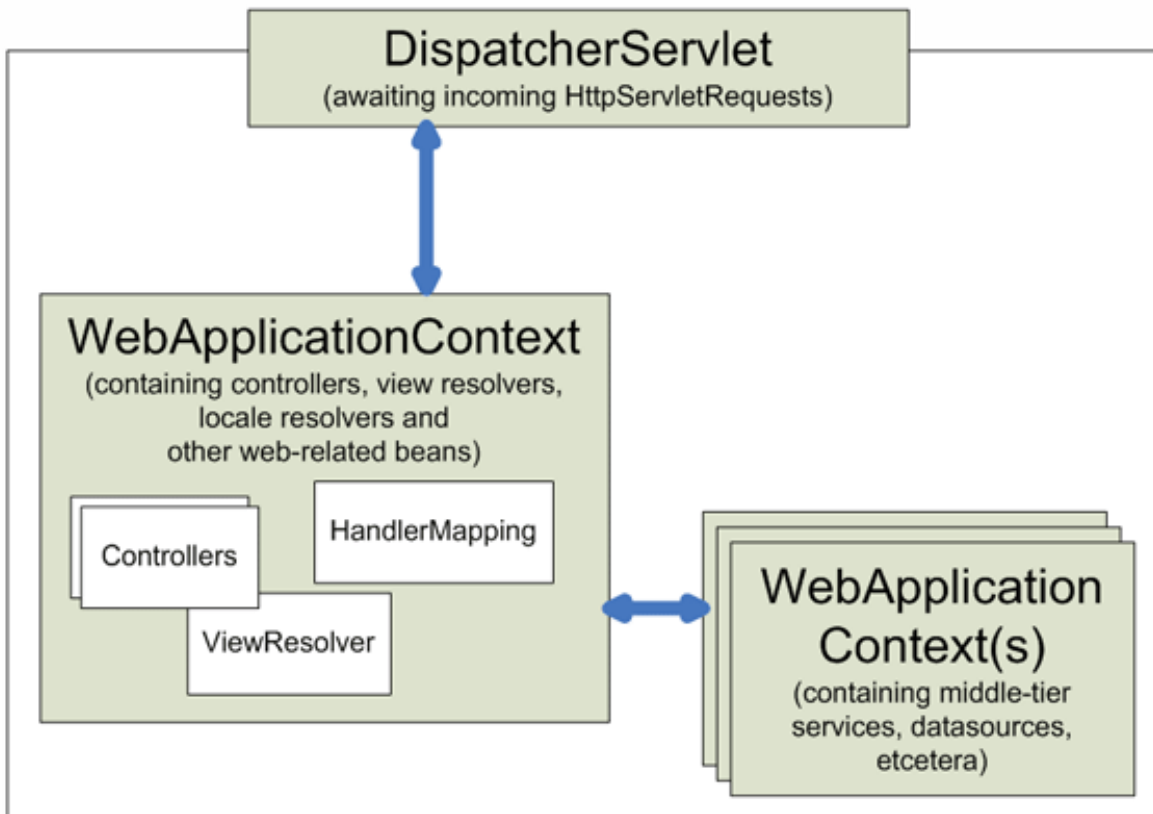 DispatcherServlet
(awaiting incoming HttpServletRequests)
WebApplicationContext
(containing controllers, view resolvers,
locale resolvers and
other web-related beans)
HandlerMapping
Controllers
ViewResolver
WebApplication
Context(s)
(containing middle-tier
services, datasources,
etcetera)